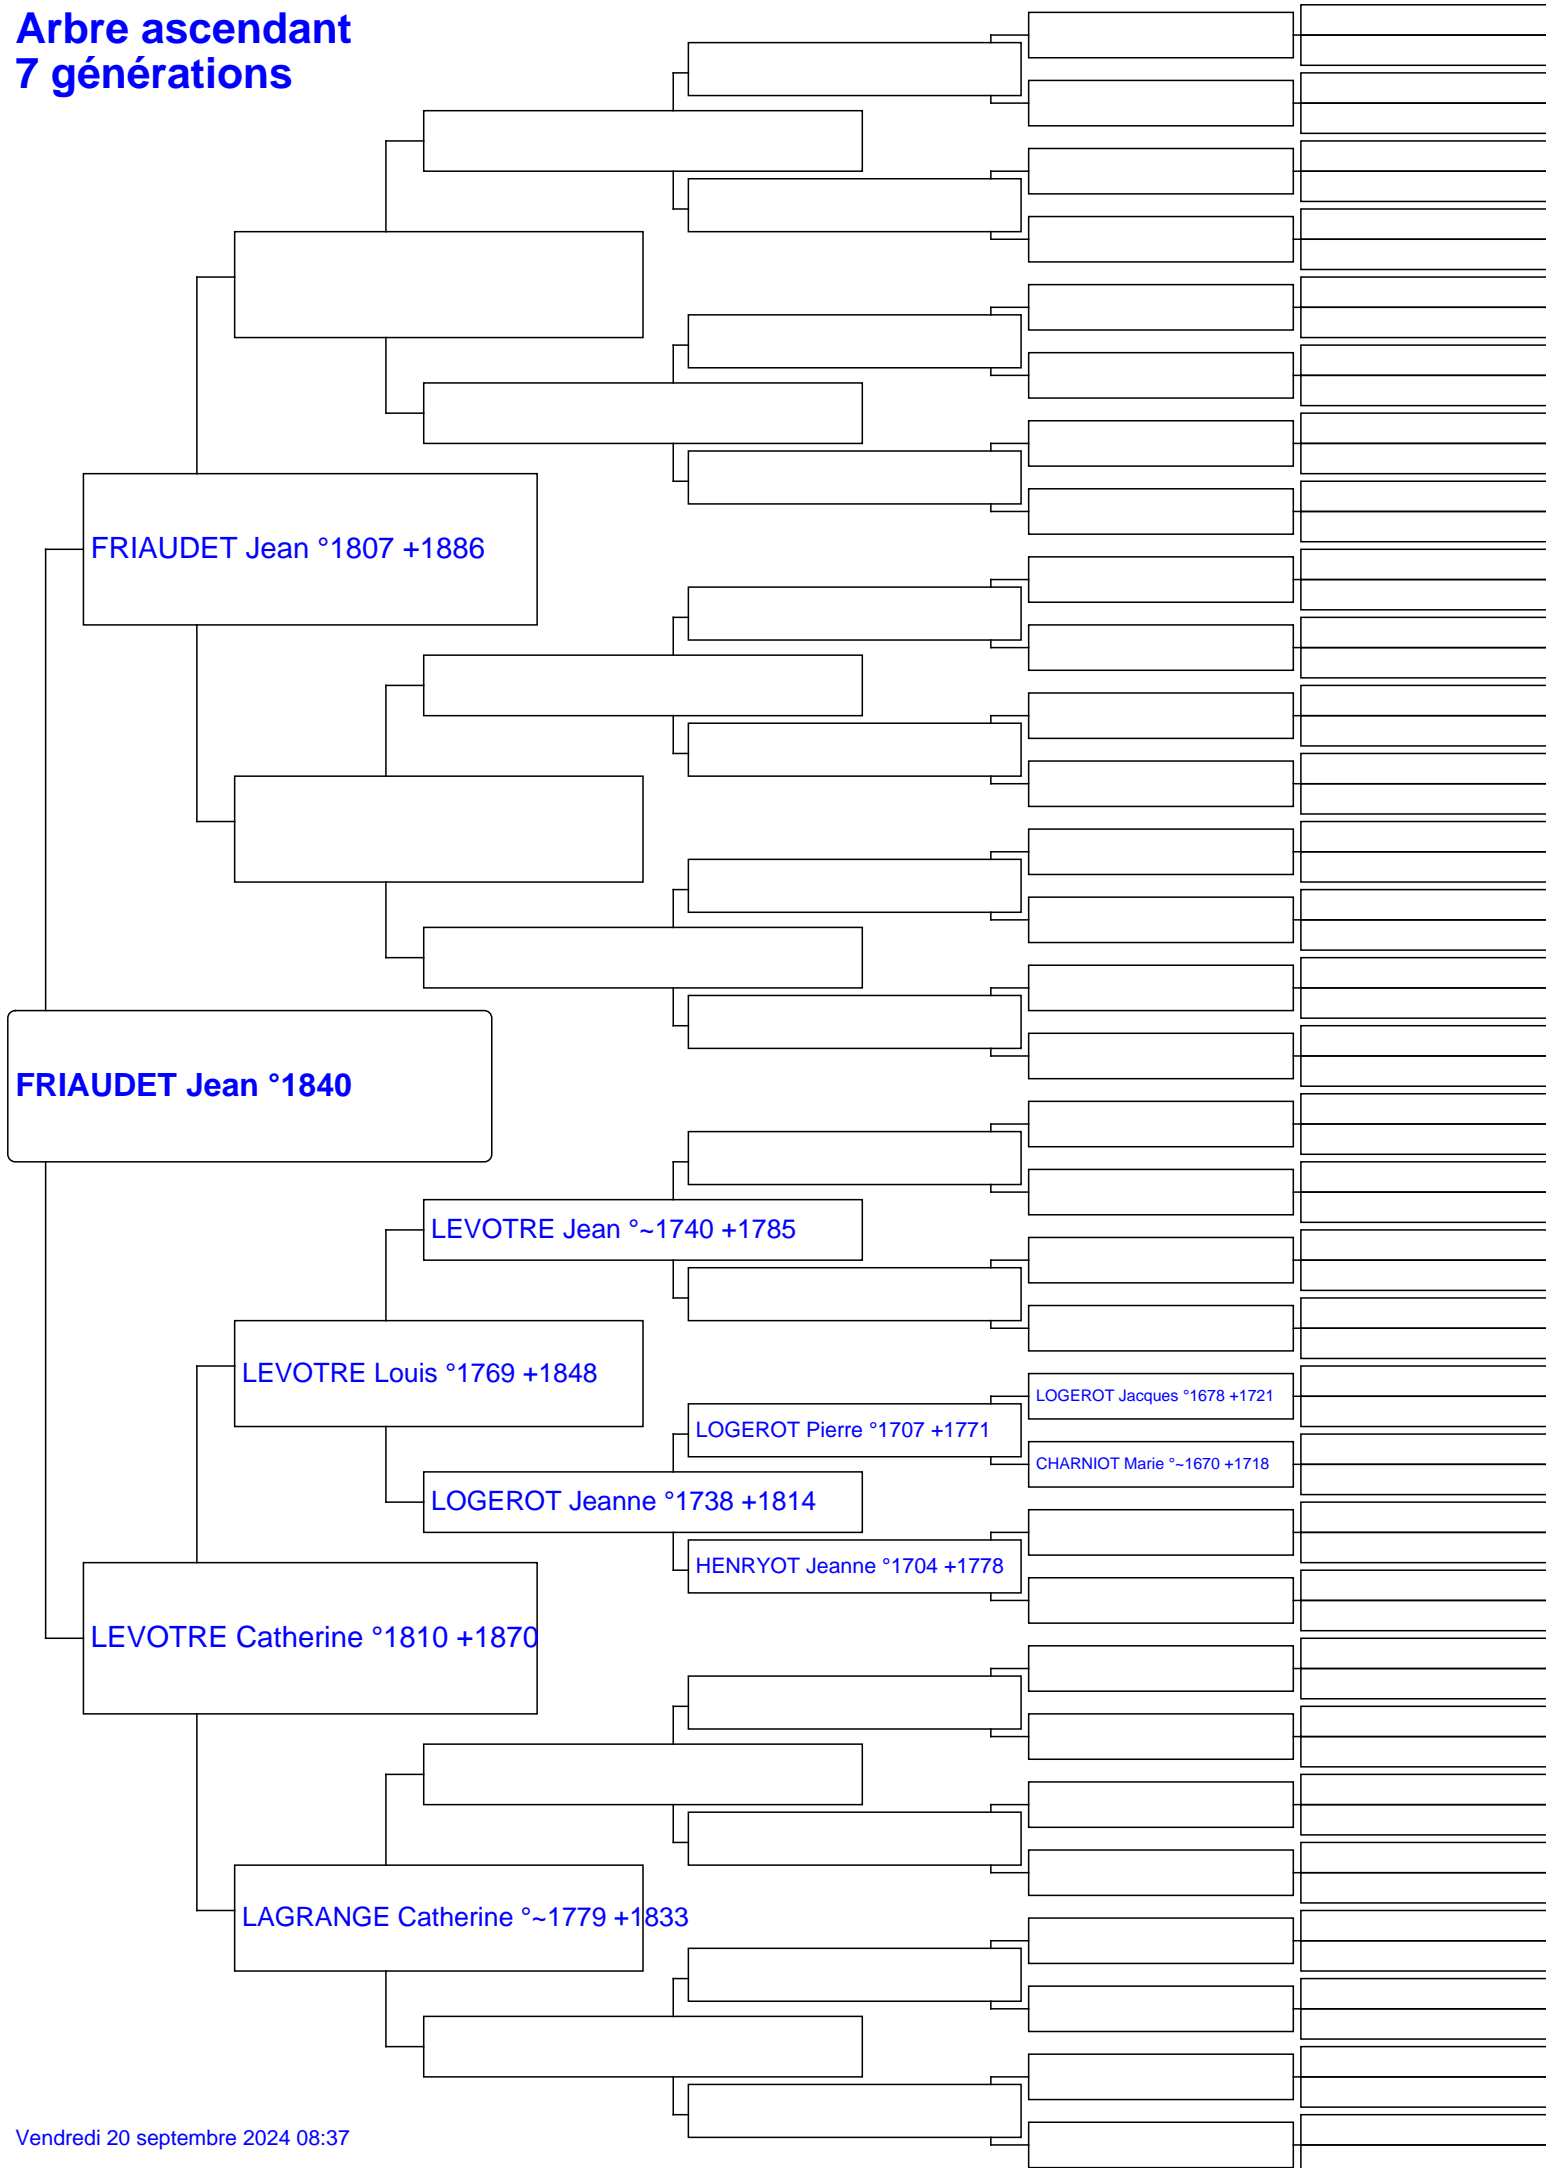 Arbre ascendant
7 générations
FRIAUDET Jean °1807 +1886
FRIAUDET Jean °1840
LEVOTRE Jean °~1740 +1785
LEVOTRE Louis °1769 +1848
LOGEROT Jacques °1678 +1721
LOGEROT Pierre °1707 +1771
CHARNIOT Marie °~1670 +1718
LOGEROT Jeanne °1738 +1814
HENRYOT Jeanne °1704 +1778
LEVOTRE Catherine °1810 +1870
LAGRANGE Catherine °~1779 +1833
Vendredi 20 septembre 2024 08:37